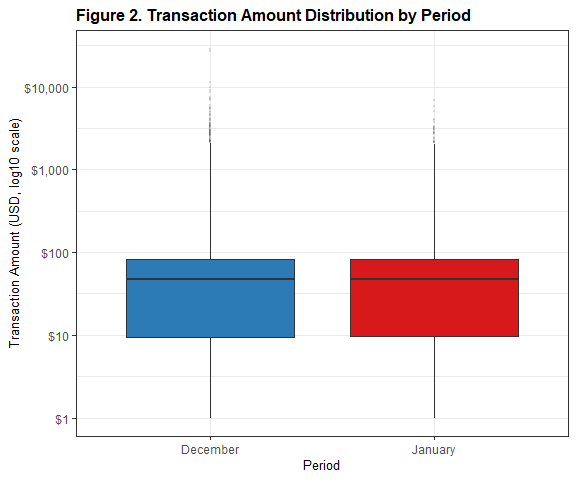 Figure 2. Transaction Amount Distribution by Period
Transaction Amount (USD, log10 scale)
$10,000
$1,000
$100
$10
$1
December
January
Period